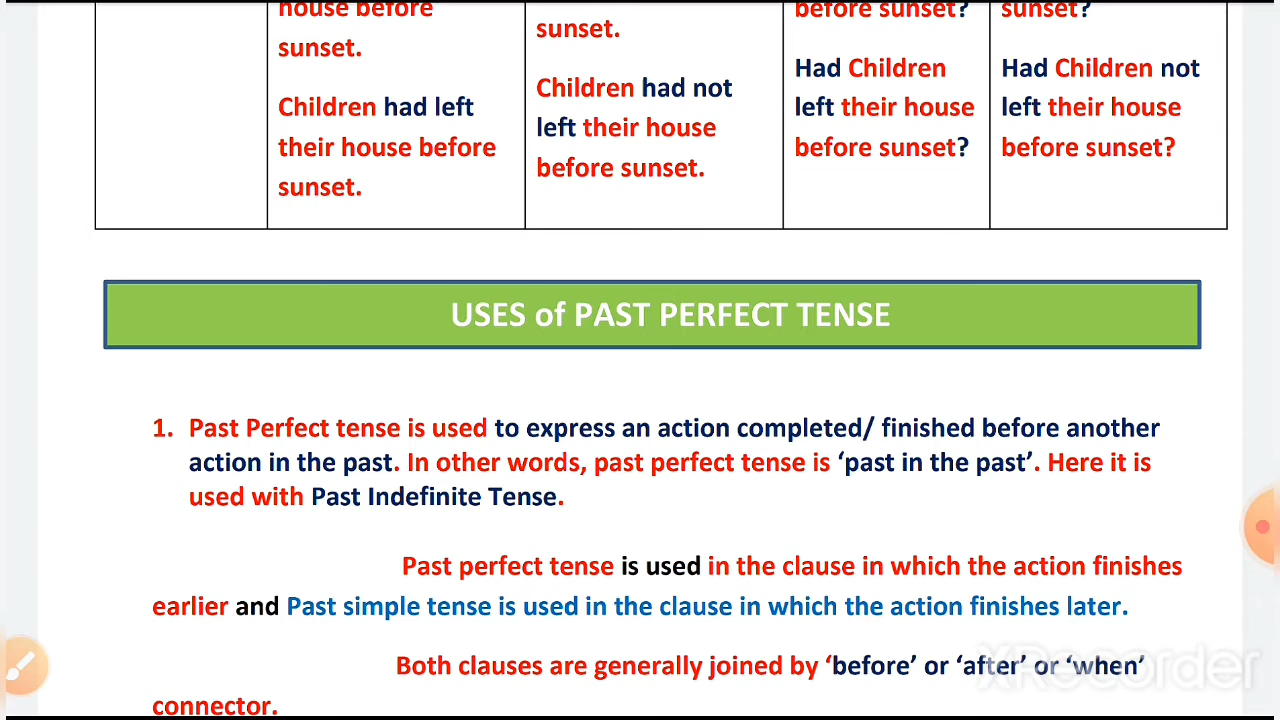 house before
sunset.
Children had left
their house before
sunset.
sunset.
Children had not
left their house
before sunset.
before sunset?
Had Children
left their house
before sunset?
sunset?
Had Children not
left their house
before sunset?
USES of PAST PERFECT TENSE
1. Past Perfect tense is used to express an action completed/ finished before another
action in the past. In other words, past perfect tense is ‘past in the past’. Here it is
used with Past Indefinite Tense.
Past perfect tense is used in the clause in which the action finishes
earlier and Past simple tense is used in the clause in which the action finishes later.
Both clauses are generally joined by ‘before’ or ‘after’ or ‘when’
connector.
XRecorder